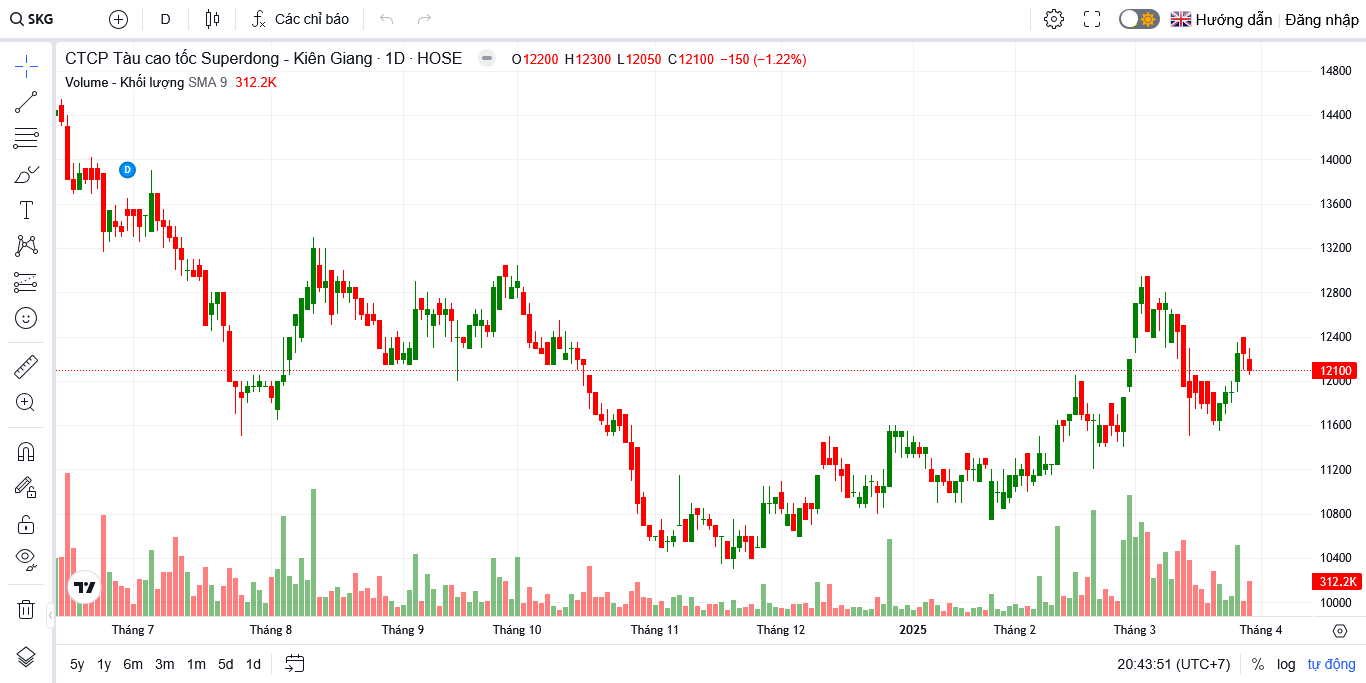 SKG D Các chỉ báo Hướng dẫn Đăng nhập
CTCP Tàu cao tốc Superdong - Kiên Giang · 1D · HOSE O12200 H12300 L12050 C12100 −150 (−1.22%)
Volume - Khối lượng SMA 9 312.2K
D
14800
14400
14000
13600
13200
12800
12400
12100
12000
11600
11200
10800
10400
312.2K
10000
Tháng 7 Tháng 8 Tháng 9 Tháng 10 Tháng 11 Tháng 12 2025 Tháng 2 Tháng 3 Tháng 4
5y 1y 6m 3m 1m 5d 1d 20:43:51 (UTC+7) % log tự động